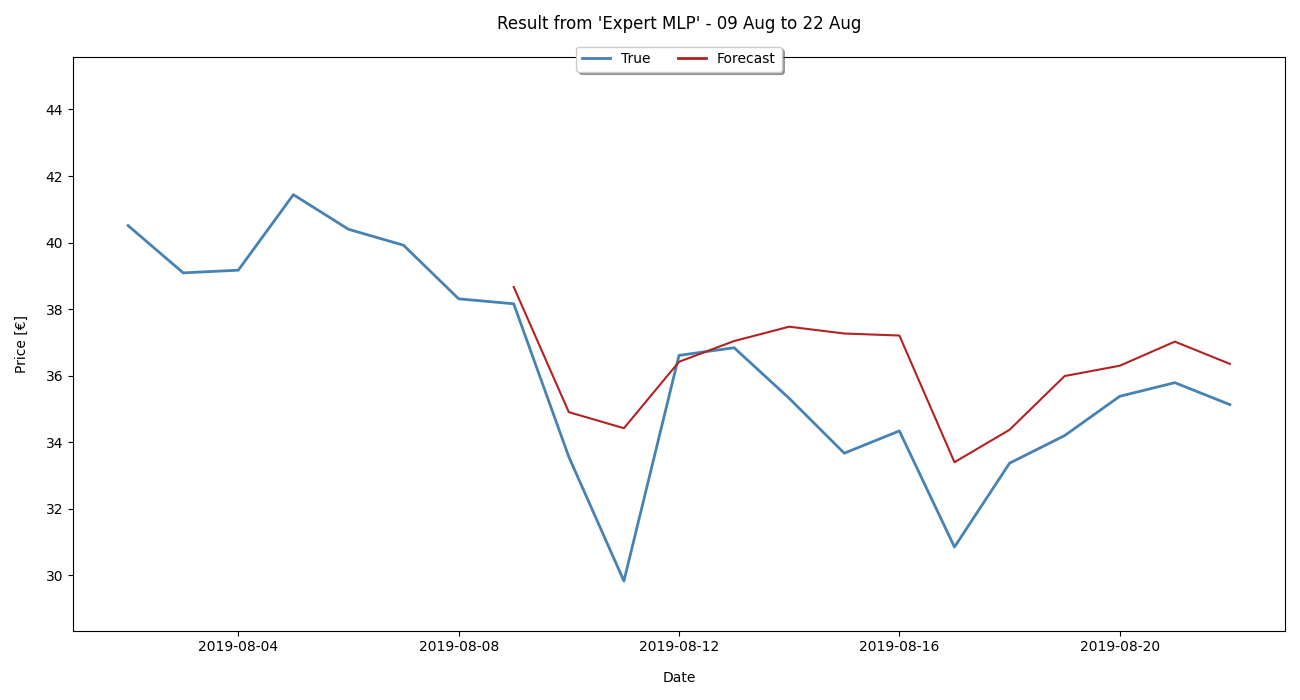 Result from 'Expert MLP' - 09 Aug to 22 Aug
True Forecast
44
42
40
38
36
34
32
30
Price [€]
2019-08-04 2019-08-08 2019-08-12 2019-08-16 2019-08-20
Date